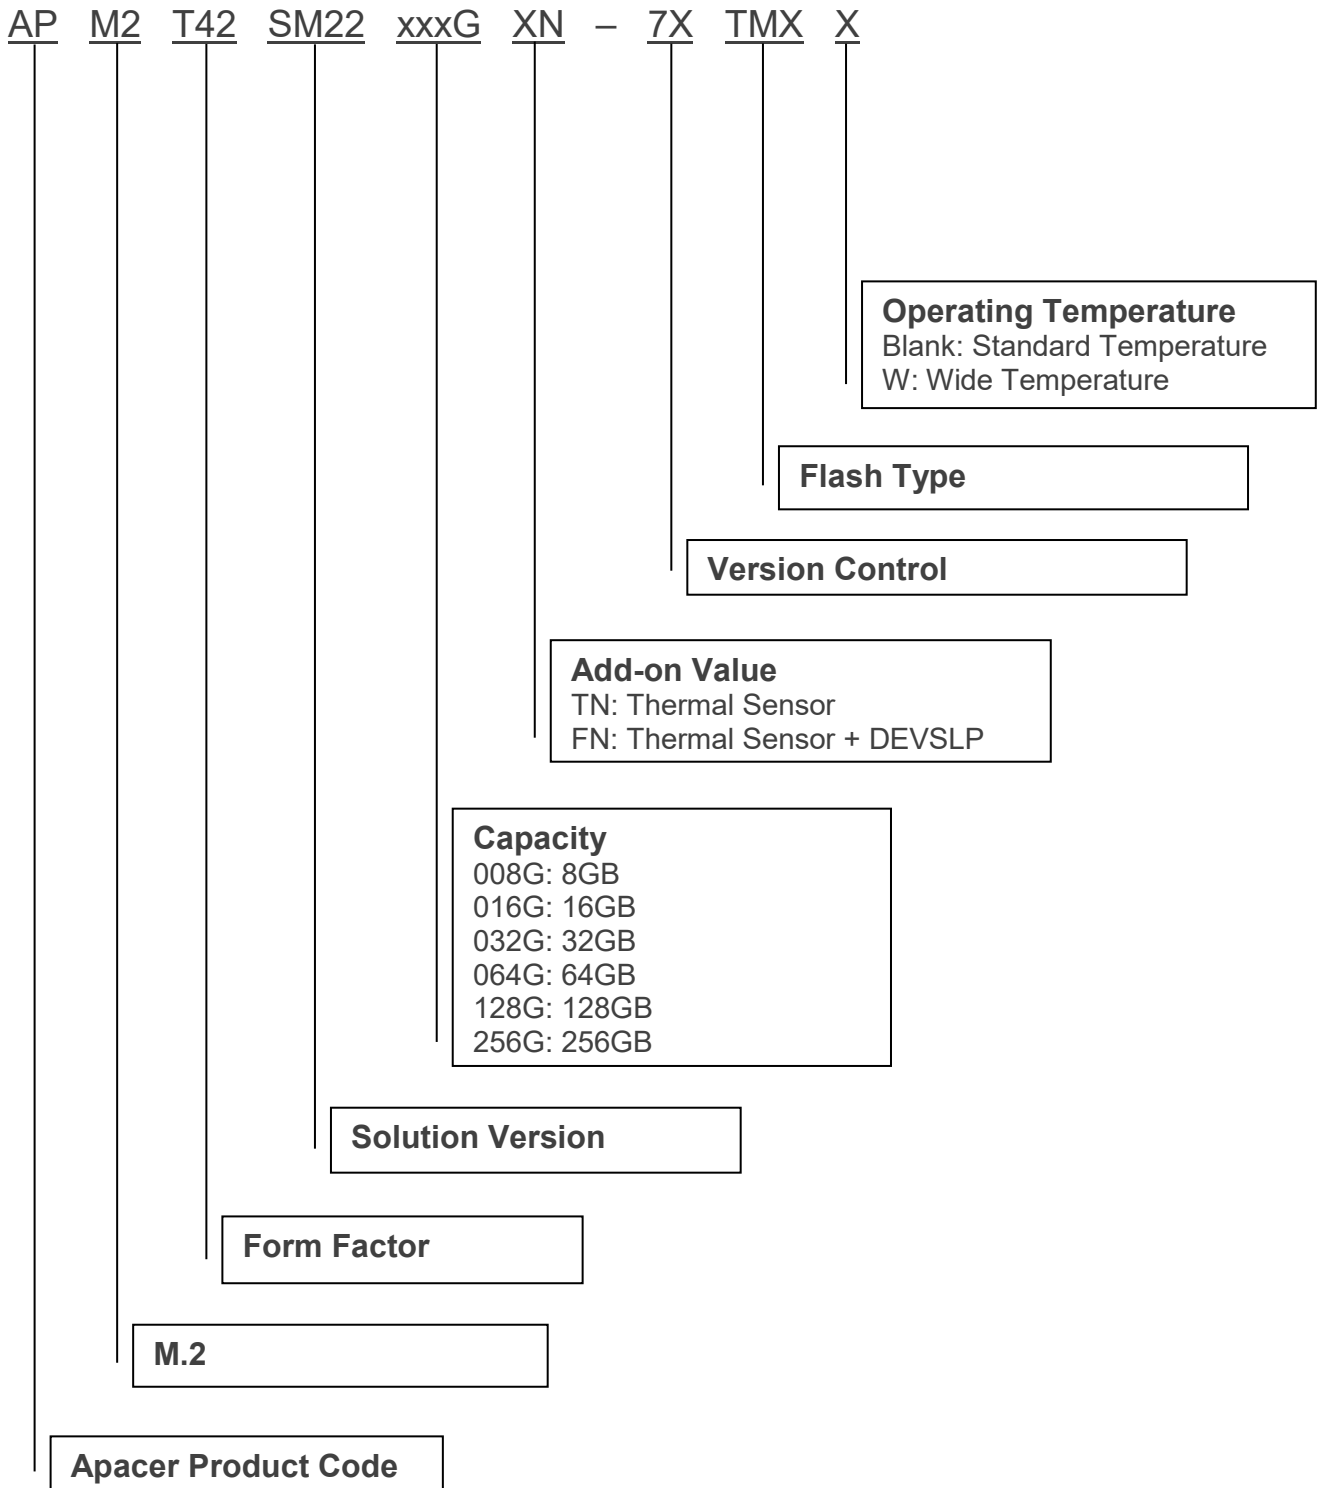 AP M2 T42 SM22 xxxG XN – 7X TMX X
Operating Temperature
Blank: Standard Temperature
W: Wide Temperature
Flash Type
Version Control
Add-on Value
TN: Thermal Sensor
FN: Thermal Sensor + DEVSLP
Capacity
008G: 8GB
016G: 16GB
032G: 32GB
064G: 64GB
128G: 128GB
256G: 256GB
Solution Version
Form Factor
M.2
Apacer Product Code